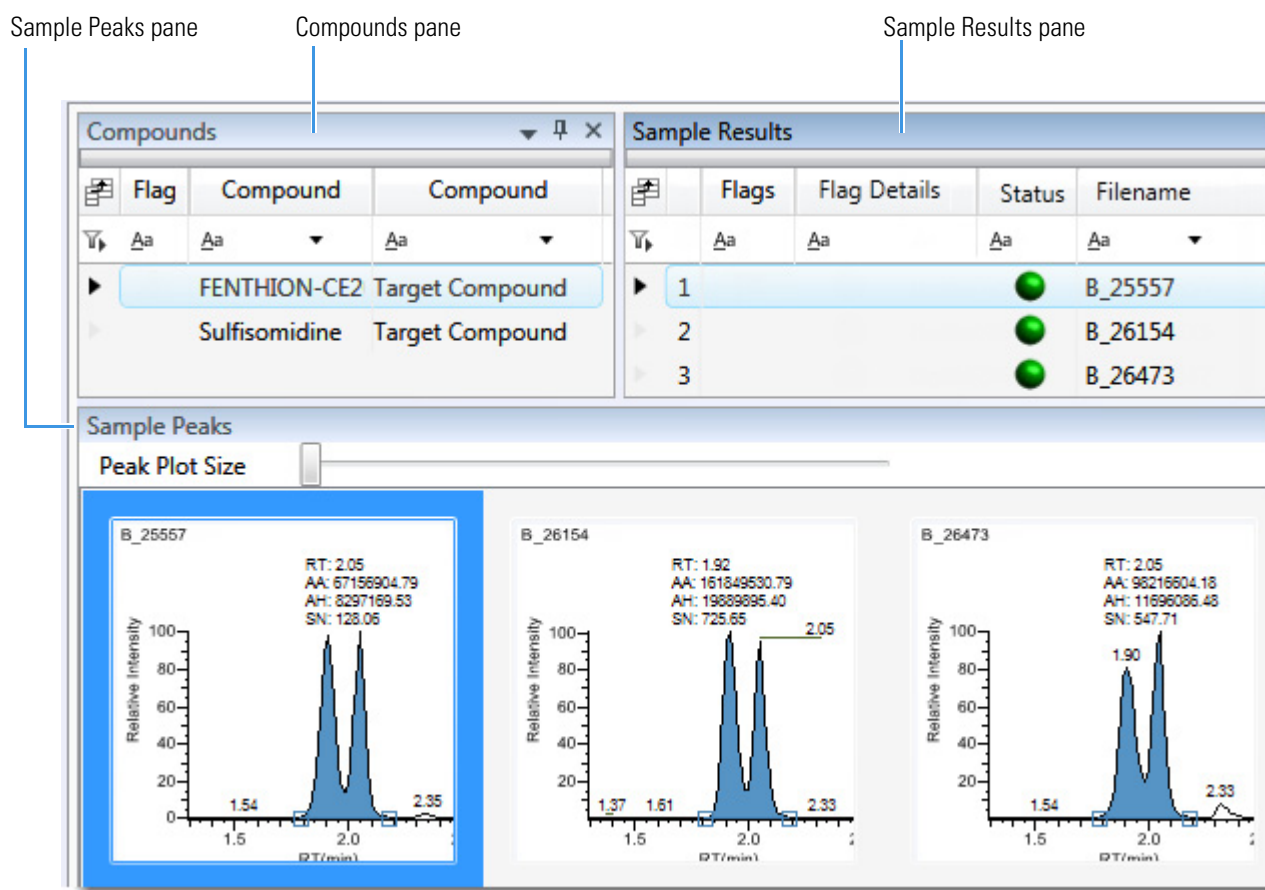 Sample Peaks pane Compounds pane Sample Results pane
Compounds Sample Results
Flag Compound Compound Flags Flag Details Status Filename
Aa Aa Aa Aa Aa Aa Aa
FENTHION-CE2 Target Compound 1 B_25557
Sulfisomidine Target Compound 2 B_26154
3 B_26473
Sample Peaks
Peak Plot Size
B_25557
RT: 2.05
AA: 67156904.79
AH: 8297169.53
SN: 128.06
Relative Intensity
100
80
60
40
20
0
1.54
2.35
1.5 2.0
RT(min)
B_26154
RT: 1.92
AA: 161849530.79
AH: 19889895.40
SN: 725.65
2.05
Relative Intensity
100
80
60
40
20
1.37 1.61 2.33
1.5 2.0
RT(min)
B_26473
RT: 2.05
AA: 98216604.18
AH: 11696086.48
SN: 547.71
1.90
Relative Intensity
100
80
60
40
20
1.54
2.33
1.5 2.0
RT(min)